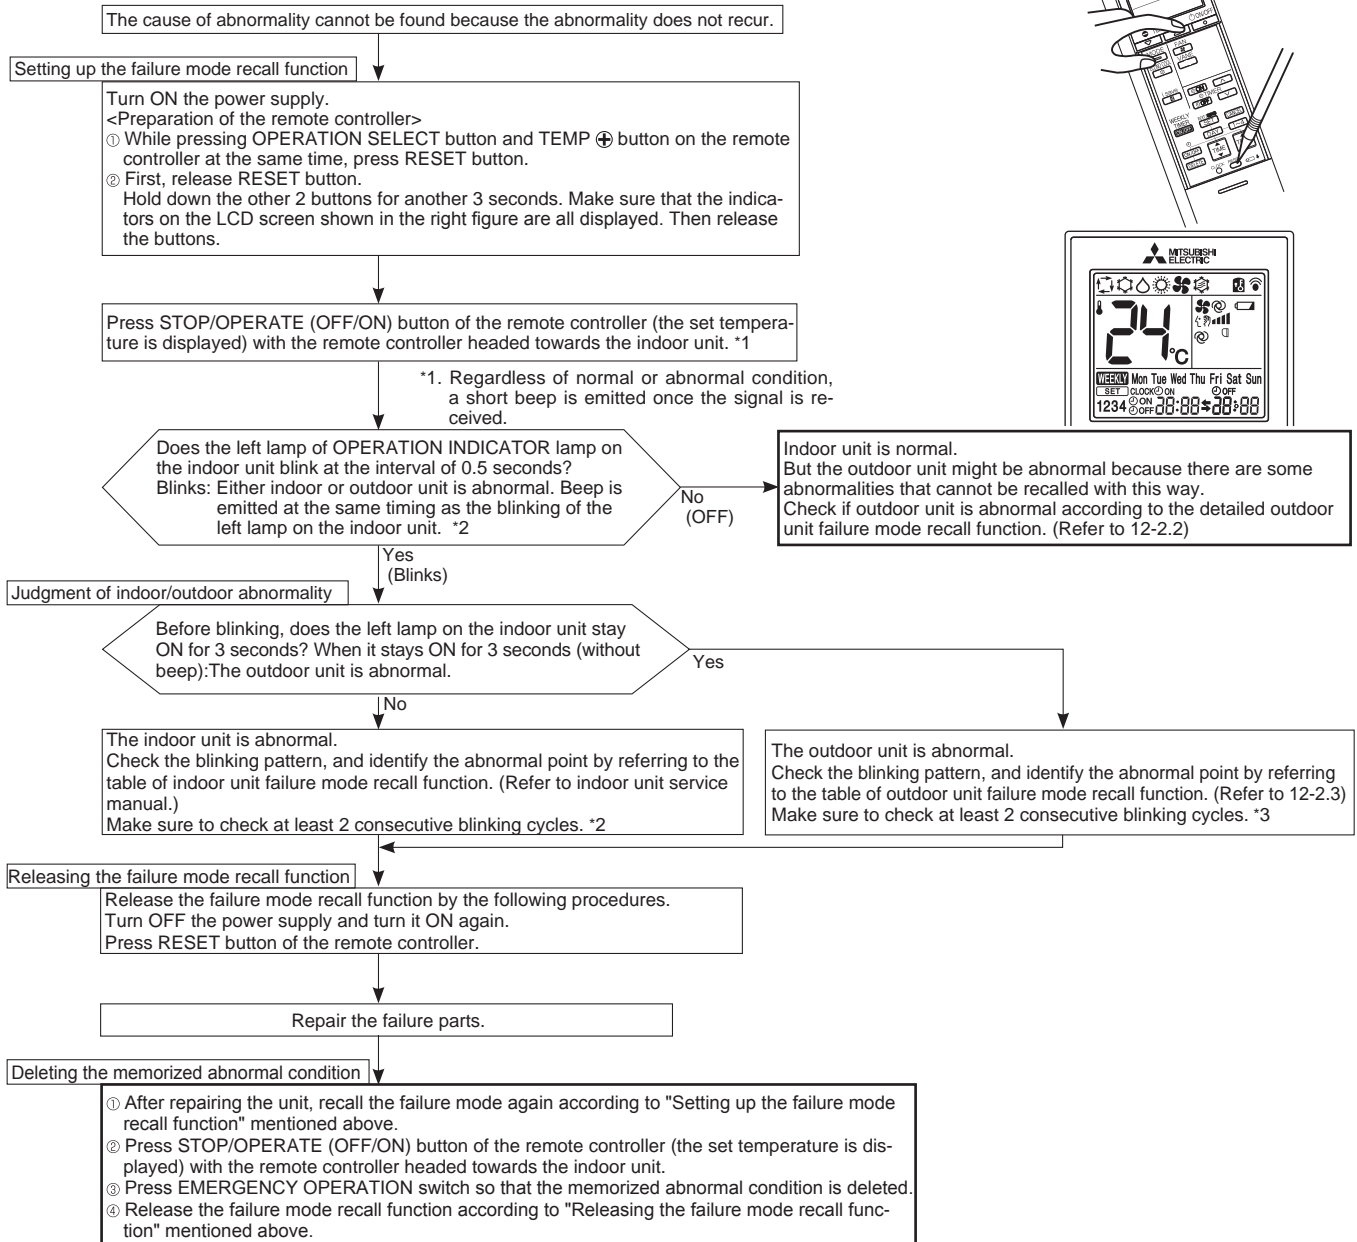 The cause of abnormality cannot be found because the abnormality does not recur.
Setting up the failure mode recall function
Turn ON the power supply.
<Preparation of the remote controller>
① While pressing OPERATION SELECT button and TEMP ⊕ button on the remote
controller at the same time, press RESET button.
② First, release RESET button.
Hold down the other 2 buttons for another 3 seconds. Make sure that the indica-
tors on the LCD screen shown in the right figure are all displayed. Then release
the buttons.
ON/OFF
MODE
FAN
VANE
WEEKLY
TIMER
TIMER
DAY
TIME
CLOCK
MITSUBISHI
ELECTRIC
24°C
WEEKLY Mon Tue Wed Thu Fri Sat Sun
SET CLOCK ON OFF
1234 ON 88:88 88:88
OFF
Press STOP/OPERATE (OFF/ON) button of the remote controller (the set tempera-
ture is displayed) with the remote controller headed towards the indoor unit. *1
*1. Regardless of normal or abnormal condition,
a short beep is emitted once the signal is re-
ceived.
Does the left lamp of OPERATION INDICATOR lamp on
the indoor unit blink at the interval of 0.5 seconds?
Blinks: Either indoor or outdoor unit is abnormal. Beep is
emitted at the same timing as the blinking of the
left lamp on the indoor unit. *2
No
(OFF)
Indoor unit is normal.
But the outdoor unit might be abnormal because there are some
abnormalities that cannot be recalled with this way.
Check if outdoor unit is abnormal according to the detailed outdoor
unit failure mode recall function. (Refer to 12-2.2)
Yes
(Blinks)
Judgment of indoor/outdoor abnormality
Before blinking, does the left lamp on the indoor unit stay
ON for 3 seconds? When it stays ON for 3 seconds (without
beep):The outdoor unit is abnormal.
Yes
No
The indoor unit is abnormal.
Check the blinking pattern, and identify the abnormal point by referring to the
table of indoor unit failure mode recall function. (Refer to indoor unit service
manual.)
Make sure to check at least 2 consecutive blinking cycles. *2
The outdoor unit is abnormal.
Check the blinking pattern, and identify the abnormal point by referring
to the table of outdoor unit failure mode recall function. (Refer to 12-2.3)
Make sure to check at least 2 consecutive blinking cycles. *3
Releasing the failure mode recall function
Release the failure mode recall function by the following procedures.
Turn OFF the power supply and turn it ON again.
Press RESET button of the remote controller.
Repair the failure parts.
Deleting the memorized abnormal condition
① After repairing the unit, recall the failure mode again according to "Setting up the failure mode
recall function" mentioned above.
② Press STOP/OPERATE (OFF/ON) button of the remote controller (the set temperature is dis-
played) with the remote controller headed towards the indoor unit.
③ Press EMERGENCY OPERATION switch so that the memorized abnormal condition is deleted.
④ Release the failure mode recall function according to "Releasing the failure mode recall func-
tion" mentioned above.